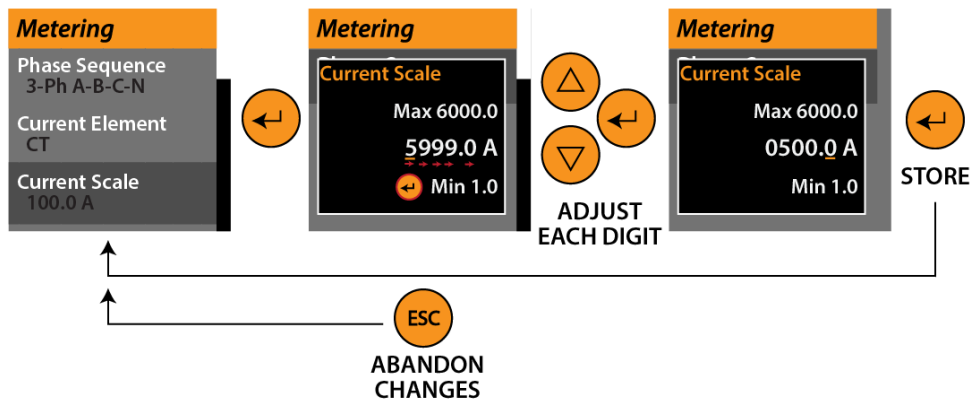 Metering
Phase Sequence
3-Ph A-B-C-N
Current Element
CT
Current Scale
100.0 A
Metering
Current Scale
Max 6000.0
5999.0 A
Min 1.0
ADJUST
EACH DIGIT
Metering
Current Scale
Max 6000.0
0500.0 A
Min 1.0
STORE
ESC
ABANDON
CHANGES